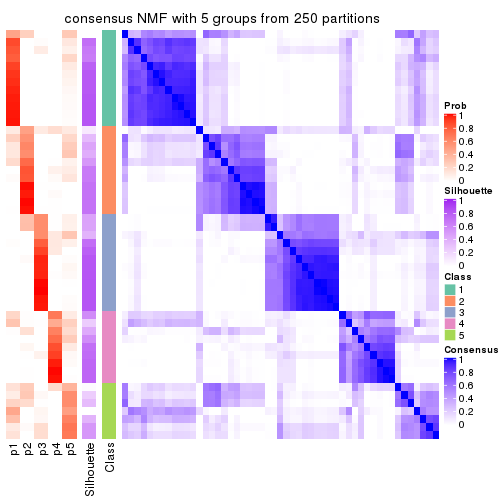 consensus NMF with 5 groups from 250 partitions
Prob
1
0.8
0.6
0.4
0.2
0
Silhouette
1
0.8
0.6
0.4
0.2
0
Class
1
2
3
4
5
Consensus
1
0.8
0.6
0.4
0.2
0
p1
p2
p3
p4
p5
Silhouette
Class